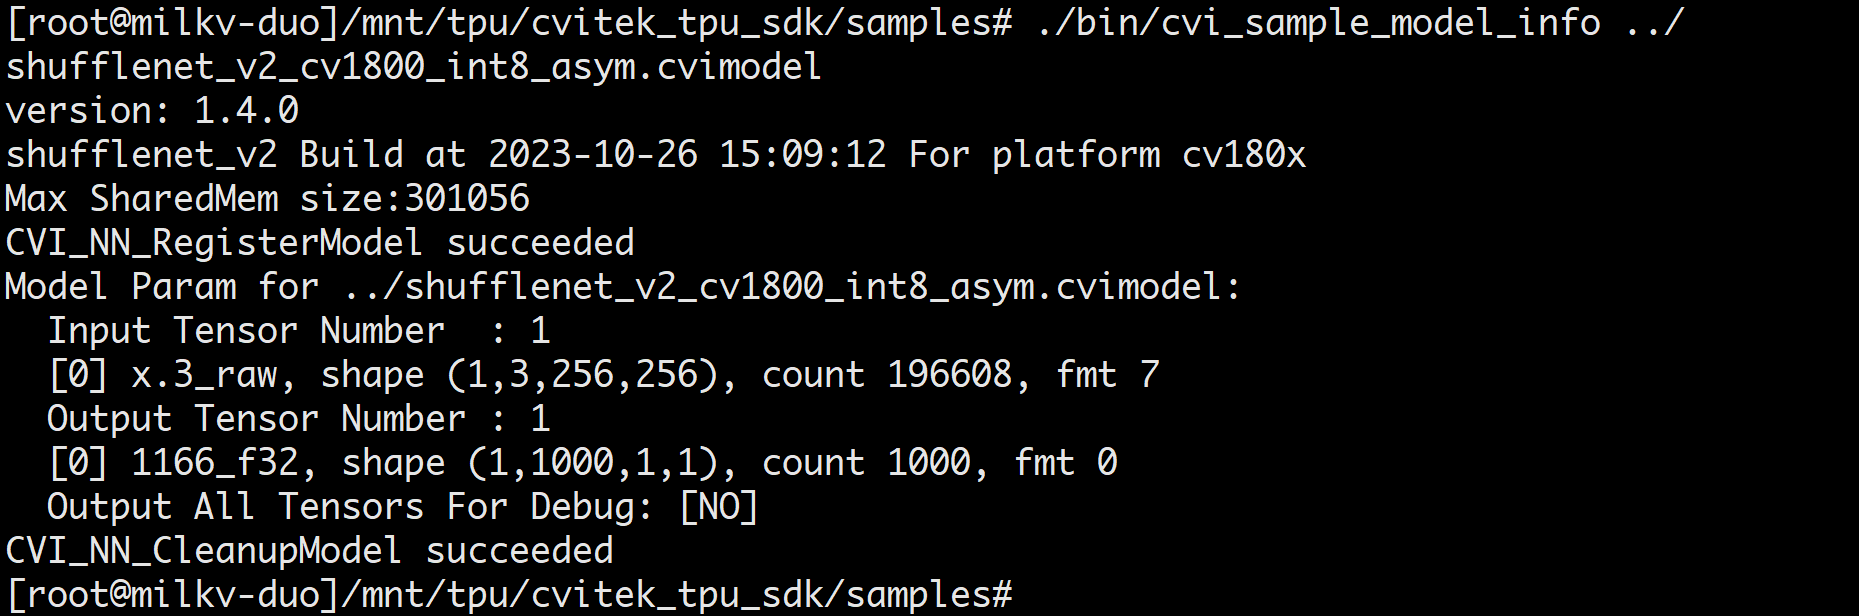 [root@milkv-duo]/mnt/tpu/cvitek_tpu_sdk/samples# ./bin/cvi_sample_model_info ../
shufflenet_v2_cv1800_int8_asym.cvimodel
version: 1.4.0
shufflenet_v2 Build at 2023-10-26 15:09:12 For platform cv180x
Max SharedMem size:301056
CVI_NN_RegisterModel succeeded
Model Param for ../shufflenet_v2_cv1800_int8_asym.cvimodel:
  Input Tensor Number  : 1
  [0] x.3_raw, shape (1,3,256,256), count 196608, fmt 7
  Output Tensor Number : 1
  [0] 1166_f32, shape (1,1000,1,1), count 1000, fmt 0
  Output All Tensors For Debug: [NO]
CVI_NN_CleanupModel succeeded
[root@milkv-duo]/mnt/tpu/cvitek_tpu_sdk/samples#